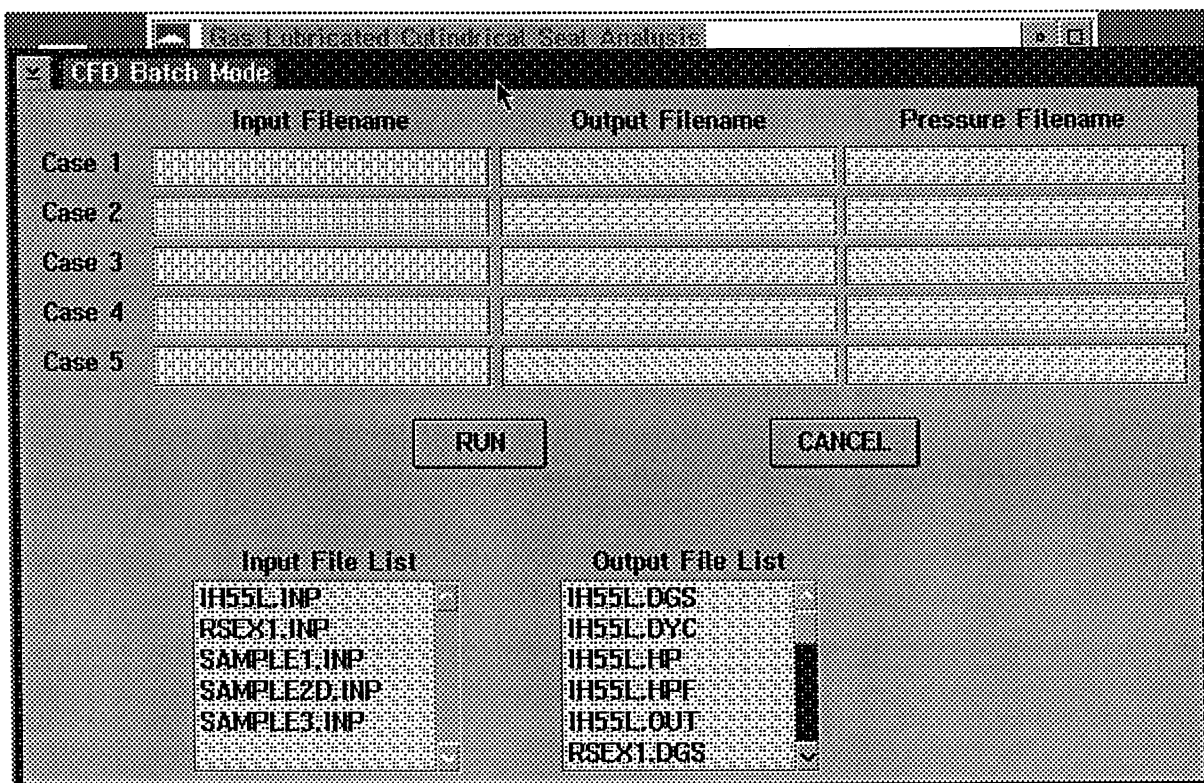 Gas Lubricated Cylindrical Seal Analysis
CFD Batch Mode
Input Filename Output Filename Pressure Filename
Case 1
Case 2
Case 3
Case 4
Case 5
RUN CANCEL
Input File List Output File List
IH55L.INP IH55L.DGS
RSEX1.INP IH55L.DYC
SAMPLE1.INP IH55L.HP
SAMPLE2D.INP IH55L.HPF
SAMPLE3.INP IH55L.OUT
RSEX1.DGS